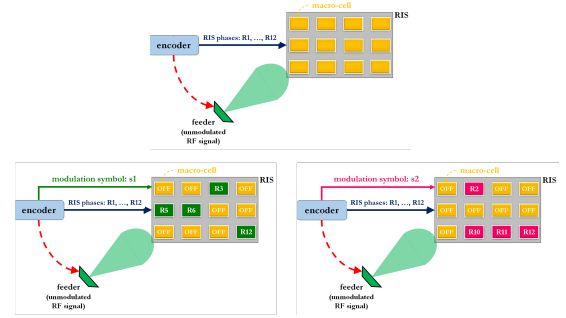 macro-cell
RIS
encoder
RIS phases: R1, ..., R12
feeder
(unmodulated
RF signal)
modulation symbol: s1
macro-cell
RIS
OFF OFF R3 OFF
encoder
RIS phases: R1, ..., R12
R5 R6 OFF OFF
OFF OFF OFF R12
feeder
(unmodulated
RF signal)
modulation symbol: s2
macro-cell
RIS
OFF R2 OFF OFF
encoder
RIS phases: R1, ..., R12
OFF OFF OFF OFF
OFF R10 R11 R12
feeder
(unmodulated
RF signal)